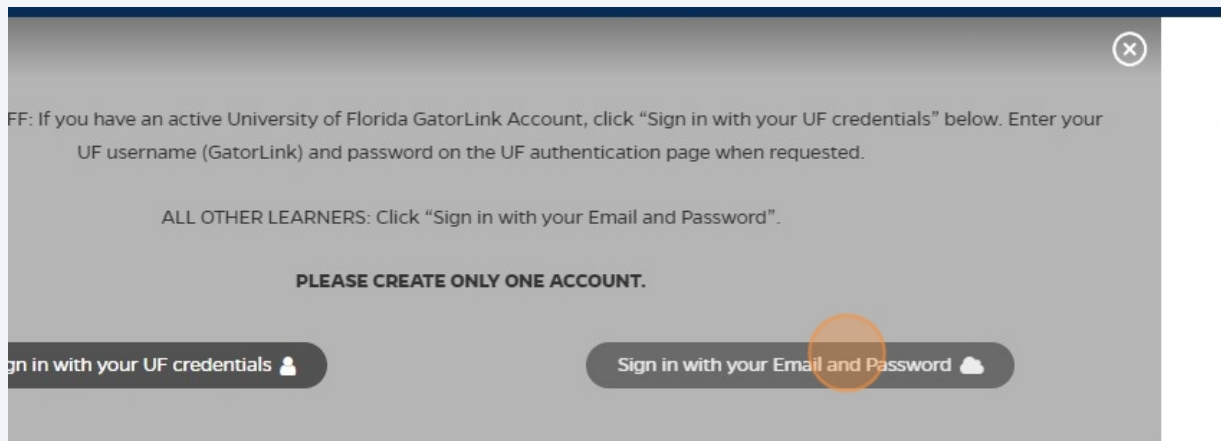 FF: If you have an active University of Florida GatorLink Account, click “Sign in with your UF credentials” below. Enter your
UF username (GatorLink) and password on the UF authentication page when requested.
ALL OTHER LEARNERS: Click “Sign in with your Email and Password”.
PLEASE CREATE ONLY ONE ACCOUNT.
gn in with your UF credentials
Sign in with your Email and Password